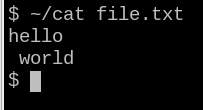 $ ~/cat file.txt
hello
 world
$